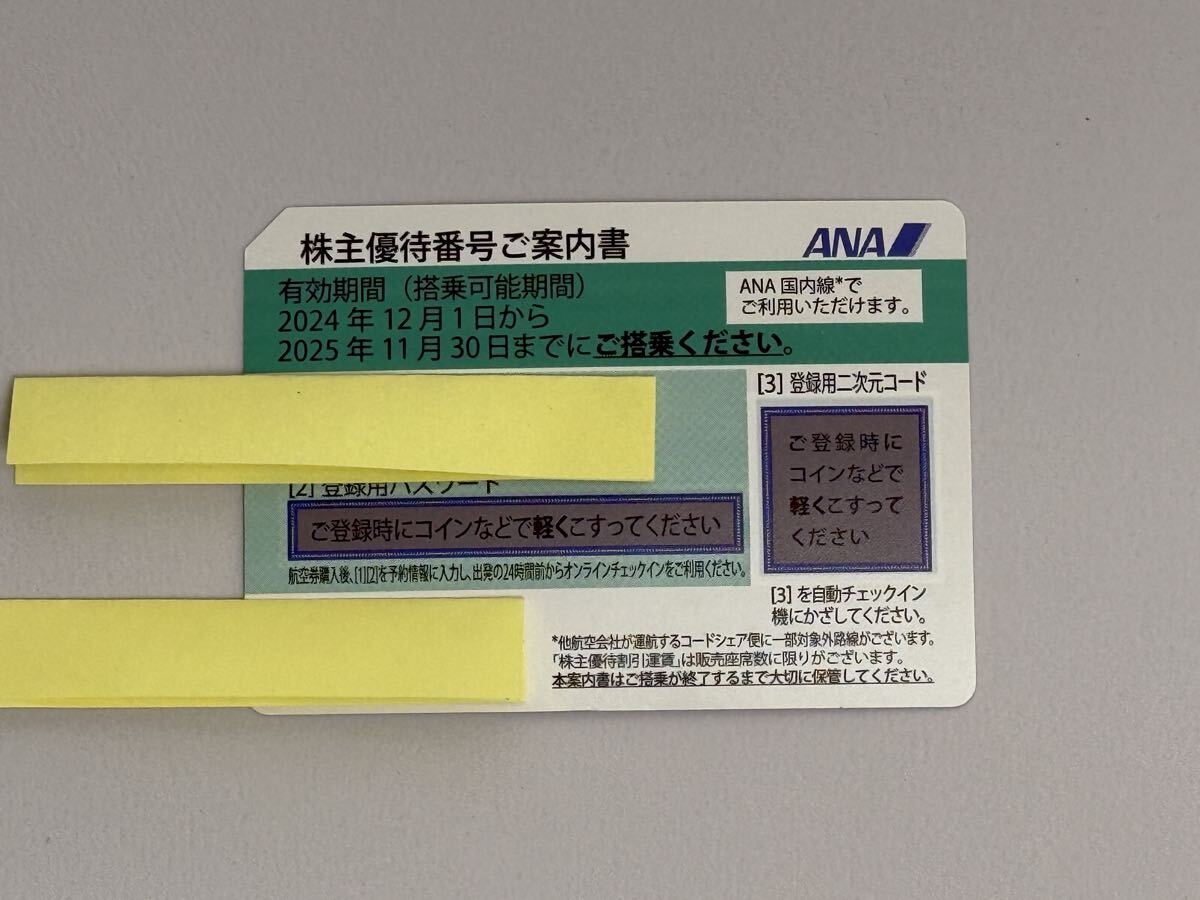 株主優待番号ご案内書
ANA
有効期間（搭乗可能期間）
2024 年 12 月 1 日から
2025 年 11 月 30 日までにご搭乗ください。
ANA 国内線*で
ご利用いただけます。
[2] 登録用パスワード
ご登録時にコインなどで軽くこすってください
航空券購入後、[1][2]を予約情報に入力し、出発の24時間前からオンラインチェックインをご利用ください。
[3] 登録用二次元コード
ご登録時に
コインなどで
軽くこすって
ください
[3] を自動チェックイン
機にかざしてください。
*他航空会社が運航するコードシェア便に一部対象外路線がございます。
「株主優待割引運賃」は販売座席数に限りがございます。
本案内書はご搭乗が終了するまで大切に保管してください。